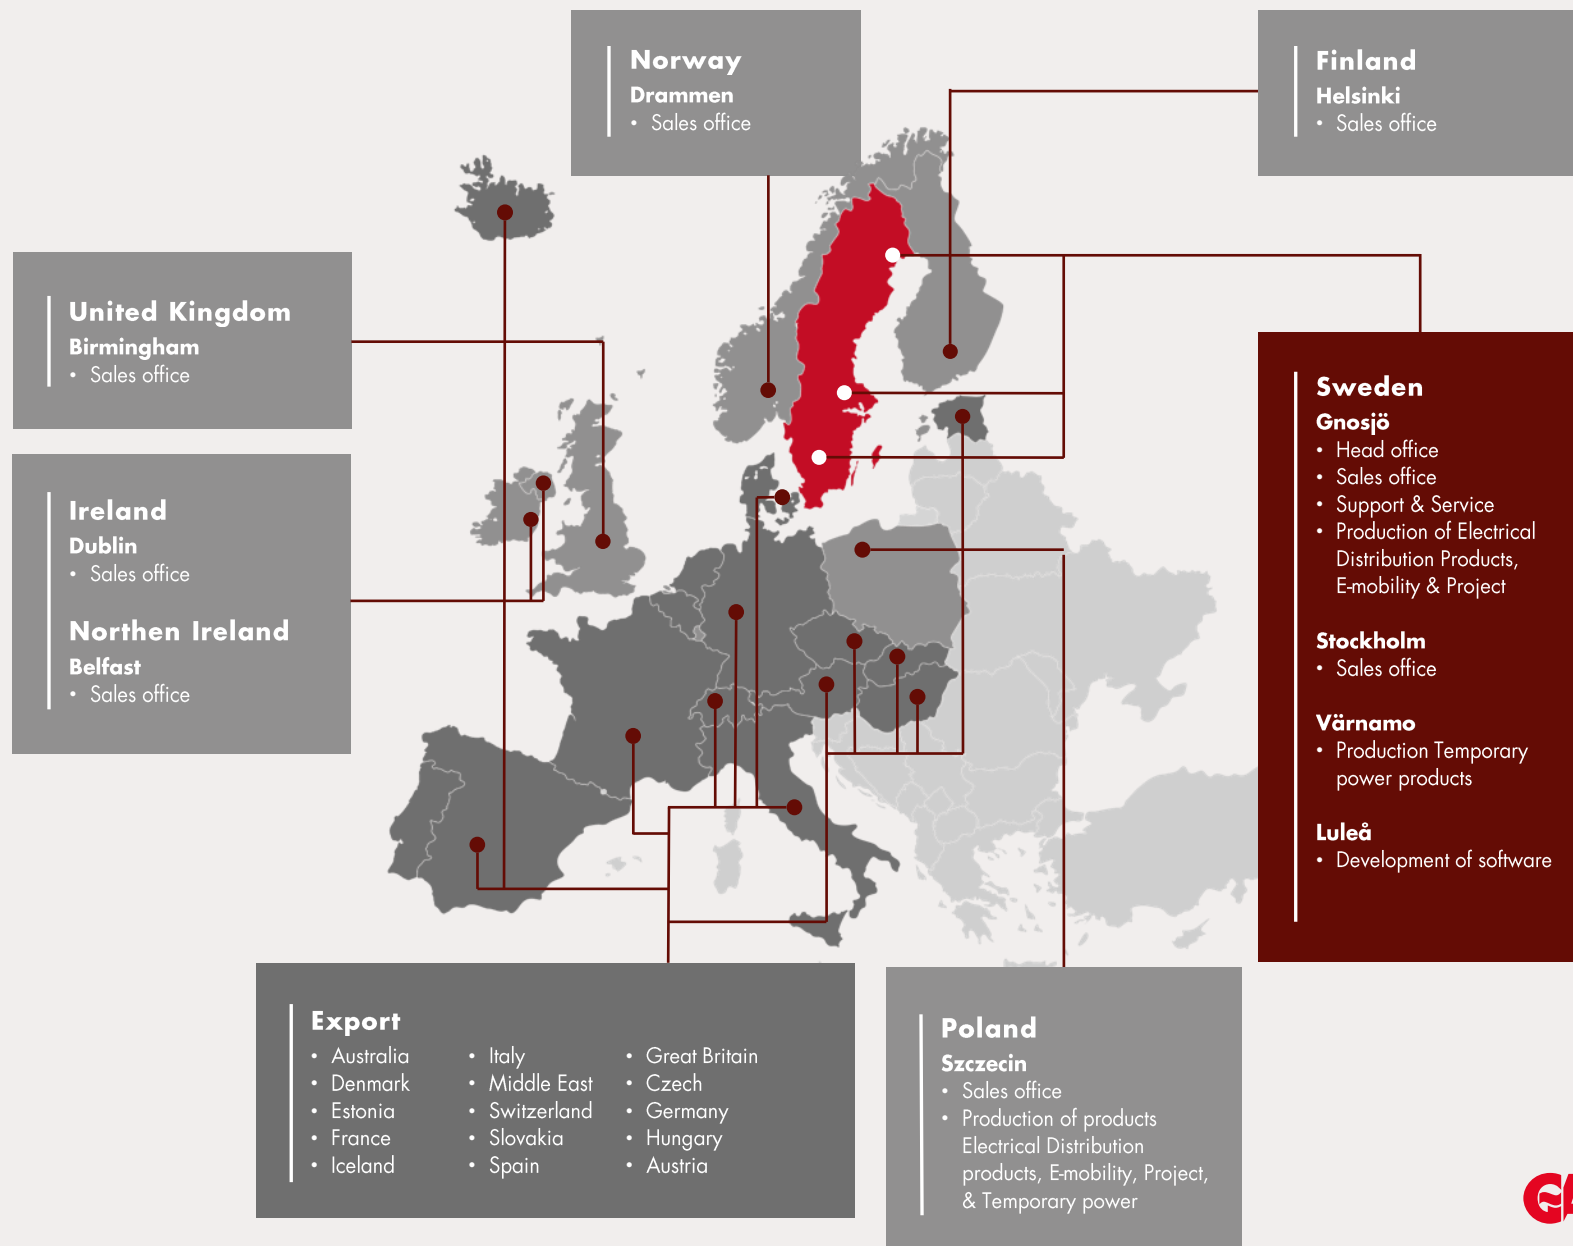 Norway
Drammen
• Sales office
Finland
Helsinki
• Sales office
United Kingdom
Birmingham
• Sales office
Ireland
Dublin
• Sales office
Northen Ireland
Belfast
• Sales office
Sweden
Gnosjö
• Head office
• Sales office
• Support & Service
• Production of Electrical
Distribution Products,
E-mobility & Project
Stockholm
• Sales office
Värnamo
• Production Temporary
power products
Luleå
• Development of software
Export
• Australia
• Denmark
• Estonia
• France
• Iceland
• Italy
• Middle East
• Switzerland
• Slovakia
• Spain
• Great Britain
• Czech
• Germany
• Hungary
• Austria
Poland
Szczecin
• Sales office
• Production of products
Electrical Distribution
products, E-mobility, Project,
& Temporary power